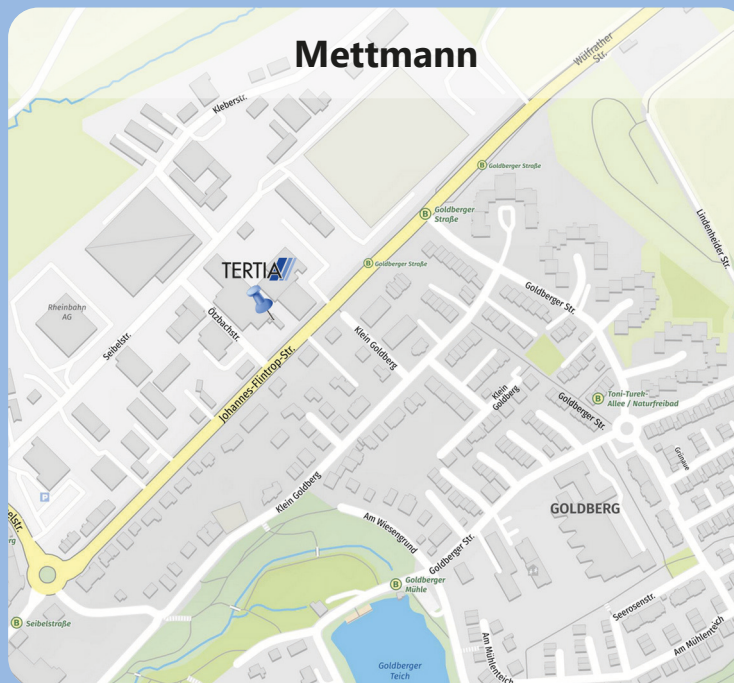 Mettmann
Wülfrather
Str.
Kleberstr.
Goldberger Straße
Goldberger
Straße
Goldberger Straße
Lindenheider Str.
TERTIA
Rheinbahn
AG
Seibelstr.
Ötzbachstr.
Johannes-Flintrop-Str.
Klein Goldberg
Goldberger Str.
Klein
Goldberg
Goldberger Str.
Toni-Turek-
Allee / Naturfreibad
Grünaue
Klein Goldberg
GOLDBERG
Am Wiesengrund
Goldberger Str.
P
elstr.
Goldberger
Mühle
Seerosenstr.
Seibelstraße
Am Mühlenteich
Am Mühlenteich
Goldberger
Teich